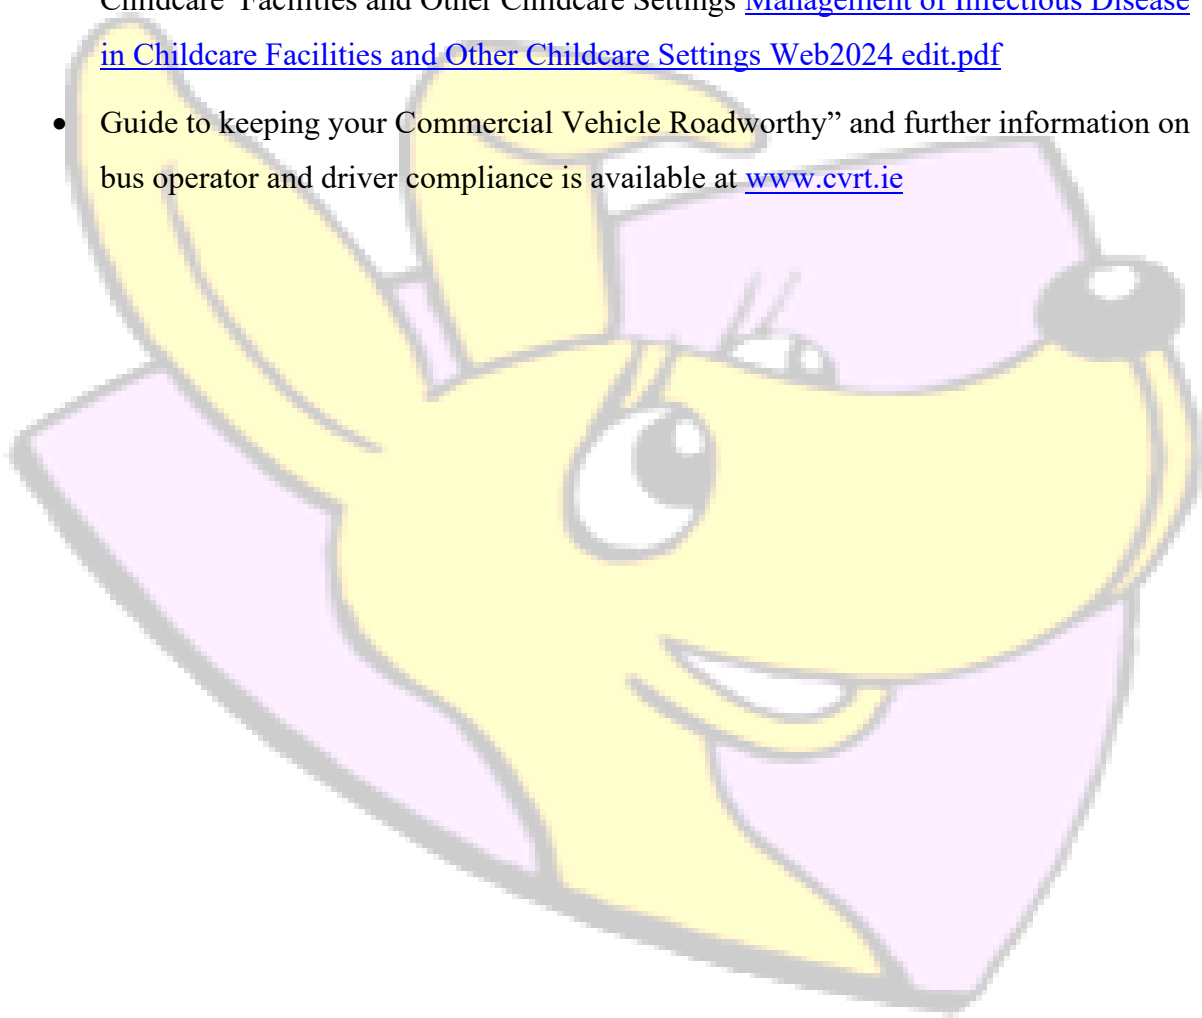 Childcare Facilities and Other Childcare Settings Management of Infectious Disease
in Childcare Facilities and Other Childcare Settings Web2024 edit.pdf
• Guide to keeping your Commercial Vehicle Roadworthy” and further information on
bus operator and driver compliance is available at www.cvrt.ie